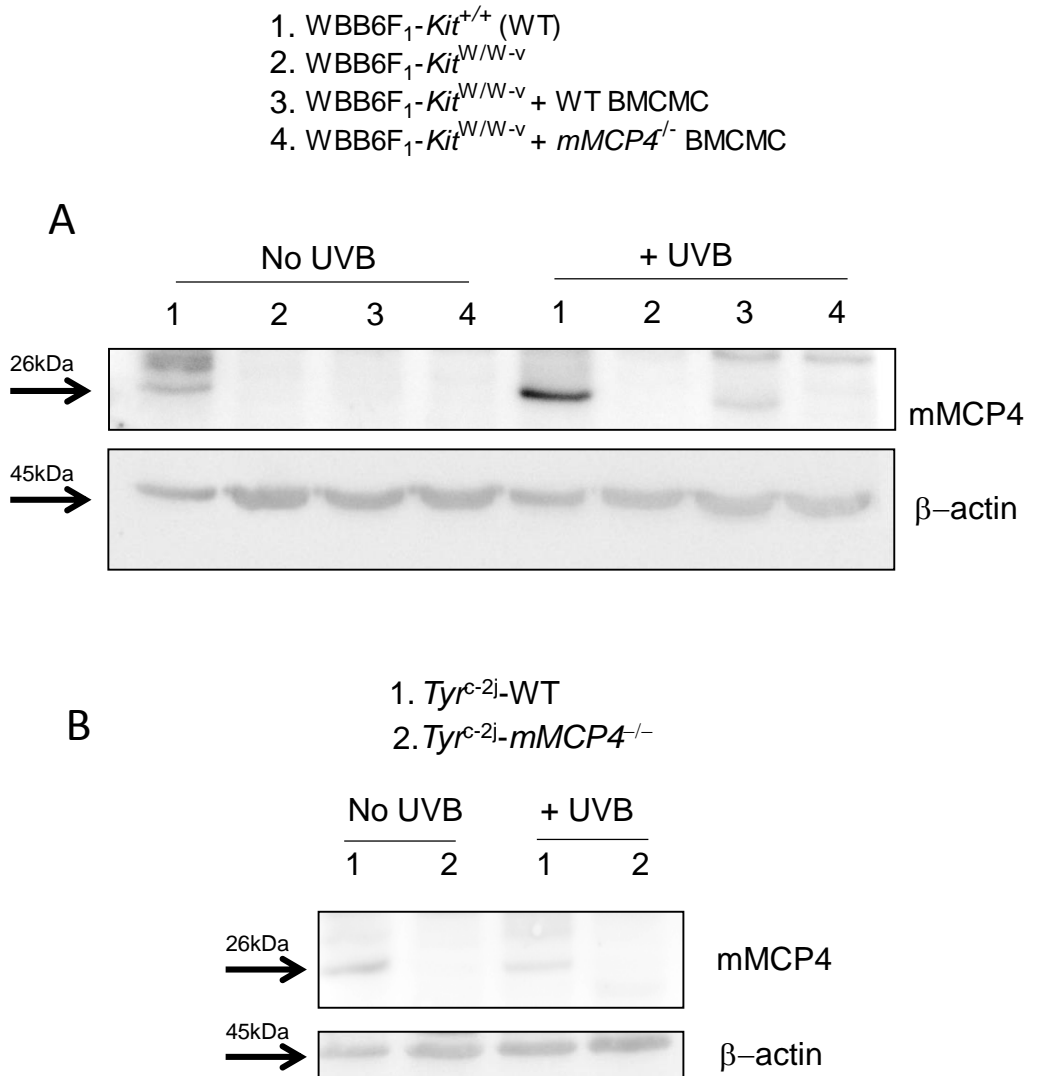 1. WBB6F₁-Kit⁺/⁺ (WT)
2. WBB6F₁-Kitᵂ/ᵂ⁻ᵛ
3. WBB6F₁-Kitᵂ/ᵂ⁻ᵛ + WT BMCMC
4. WBB6F₁-Kitᵂ/ᵂ⁻ᵛ + mMCP4⁻/⁻ BMCMC
A
No UVB + UVB
1 2 3 4 1 2 3 4
26kDa
mMCP4
45kDa
β–actin
1. Tyrᶜ⁻²ʲ-WT
B
2. Tyrᶜ⁻²ʲ-mMCP4⁻/⁻
No UVB + UVB
1 2 1 2
26kDa
mMCP4
45kDa
β–actin